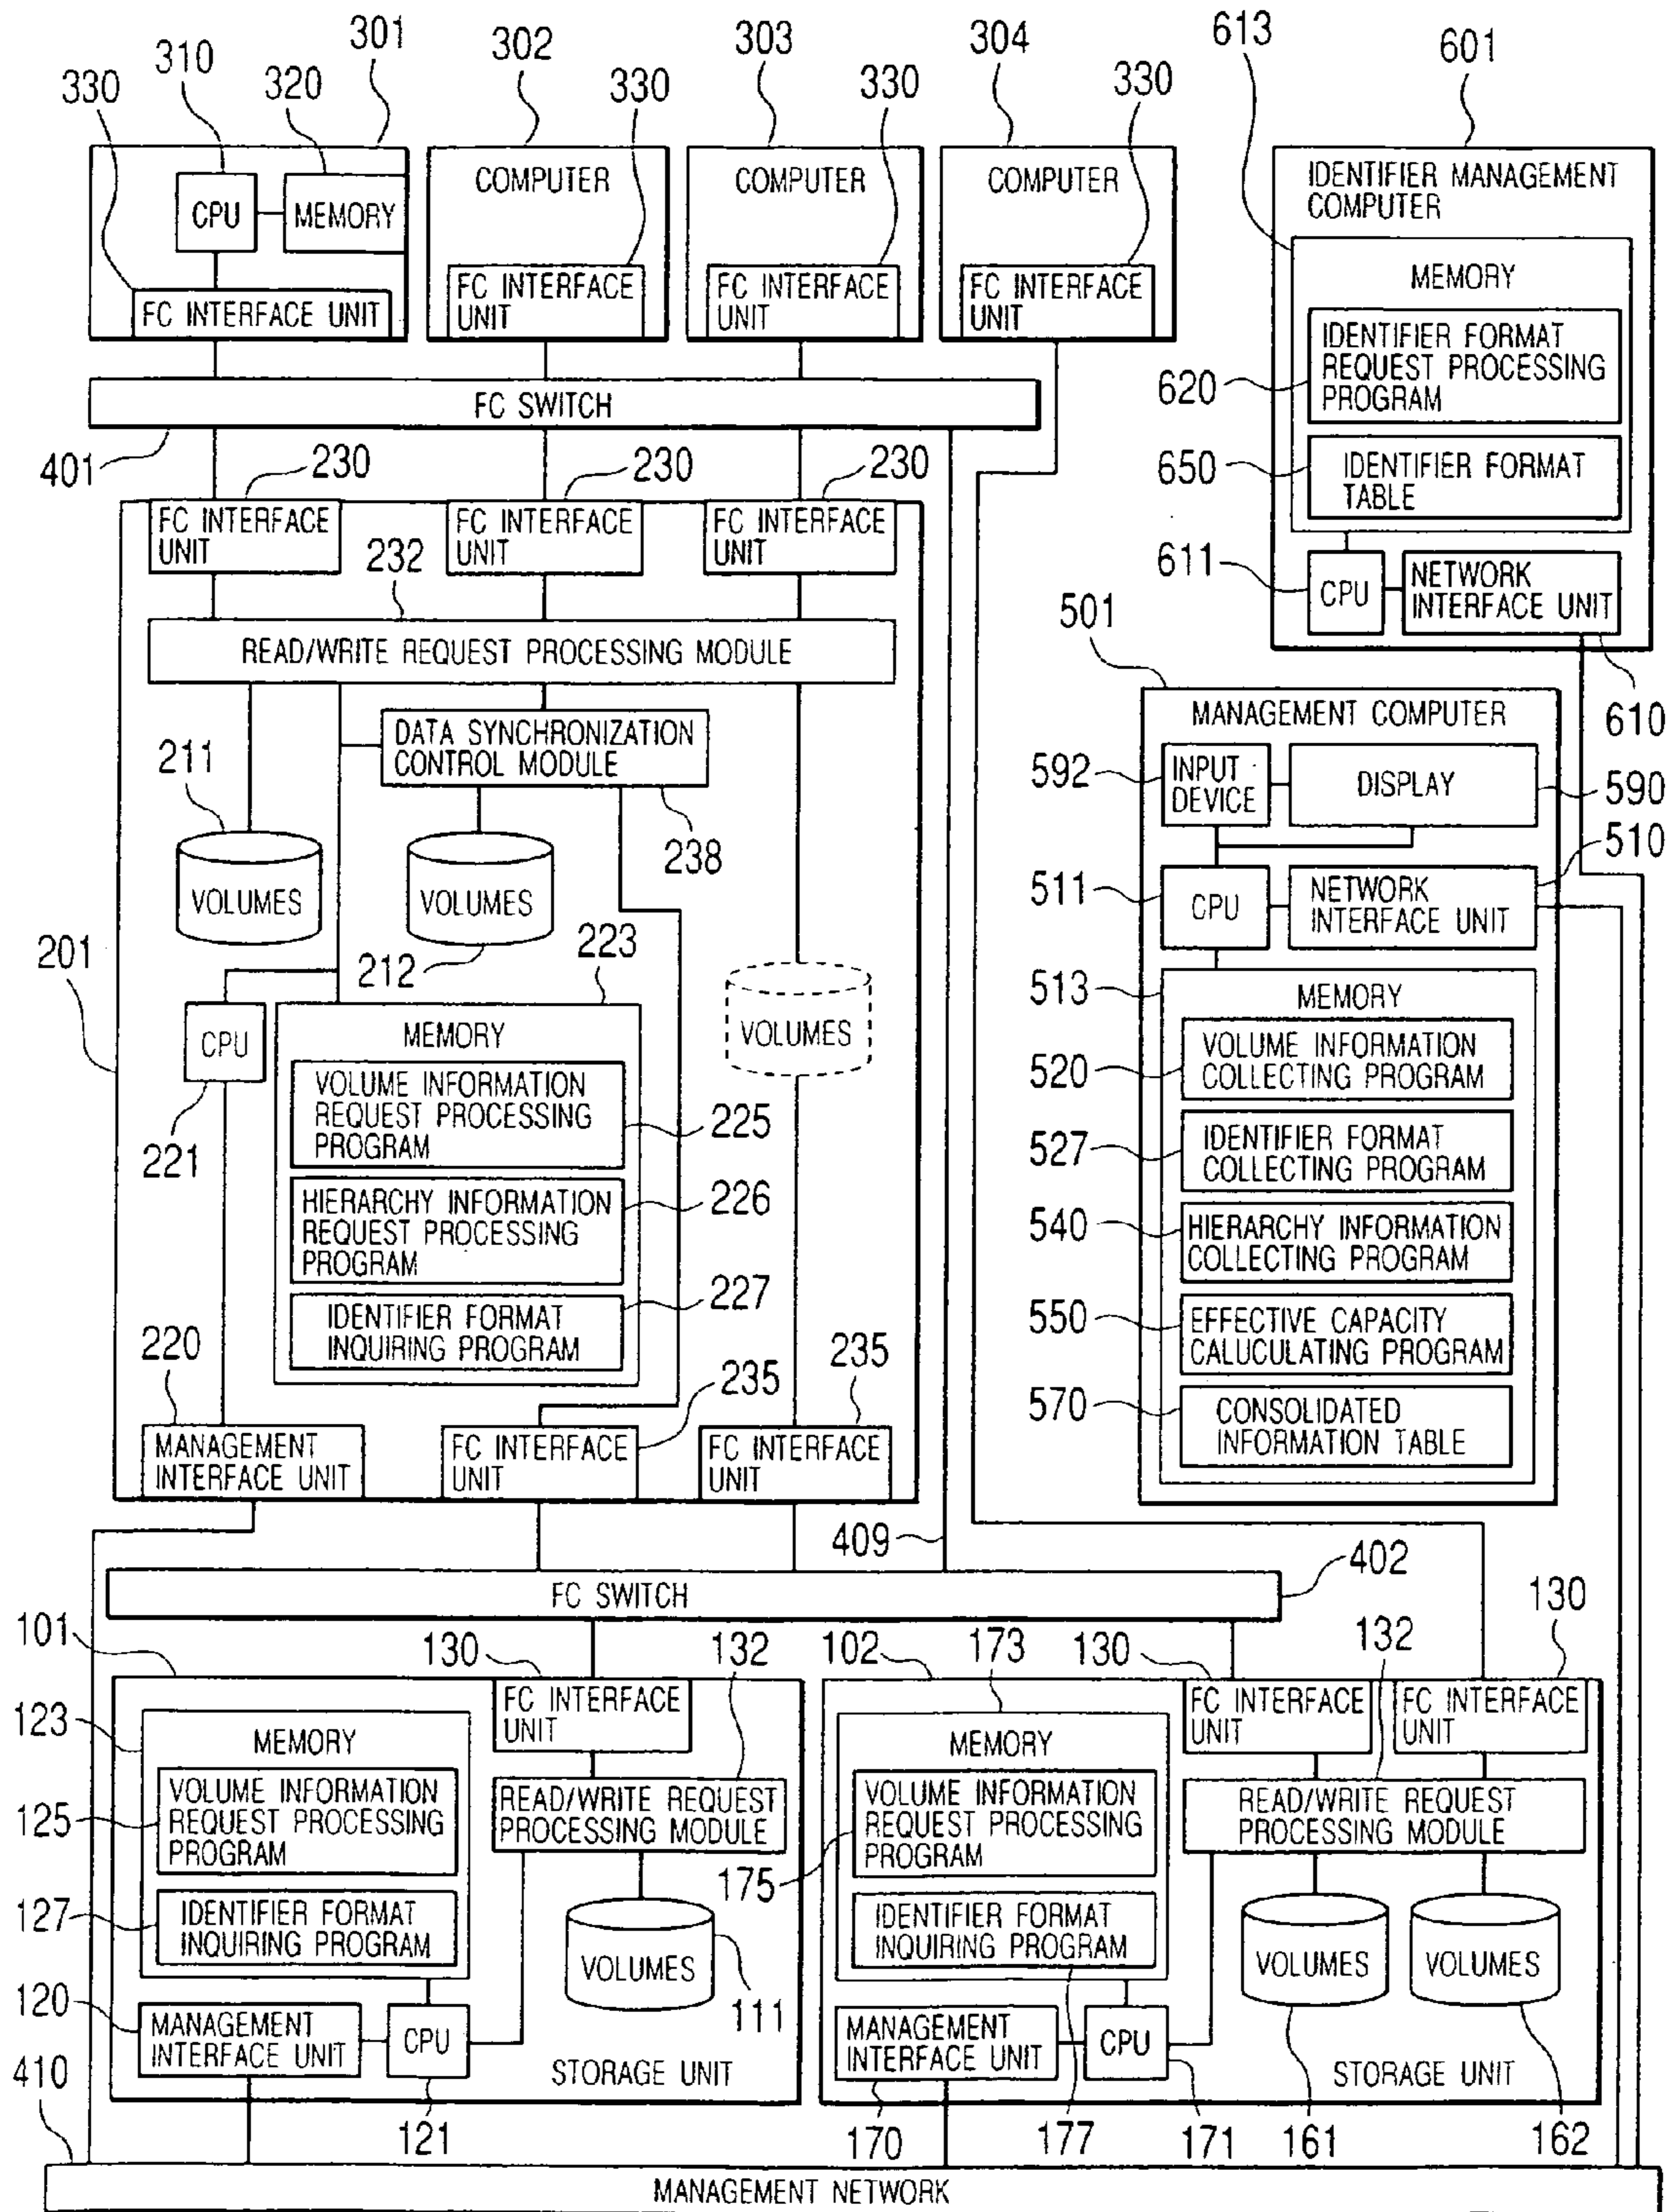 301
302
303
304
613
601
310
330
320
330
330
330
COMPUTER
COMPUTER
COMPUTER
IDENTIFIER MANAGEMENT
COMPUTER
CPU
MEMORY
MEMORY
FC INTERFACE UNIT
FC INTERFACE
UNIT
FC INTERFACE
UNIT
FC INTERFACE
UNIT
IDENTIFIER FORMAT
REQUEST PROCESSING
PROGRAM
620
FC SWITCH
401
230
230
230
650
IDENTIFIER FORMAT
TABLE
FC INTERFACE
UNIT
FC INTERFACE
UNIT
FC INTERFACE
UNIT
232
611
CPU
NETWORK
INTERFACE UNIT
READ/WRITE REQUEST PROCESSING MODULE
501
610
MANAGEMENT COMPUTER
DATA SYNCHRONIZATION
CONTROL MODULE
211
592
INPUT
DEVICE
DISPLAY
590
238
510
VOLUMES
VOLUMES
511
CPU
NETWORK
INTERFACE UNIT
201
212
223
513
MEMORY
CPU
MEMORY
VOLUMES
520
VOLUME INFORMATION
COLLECTING PROGRAM
VOLUME INFORMATION
REQUEST PROCESSING
PROGRAM
225
221
527
IDENTIFIER FORMAT
COLLECTING PROGRAM
HIERARCHY INFORMATION
REQUEST PROCESSING
PROGRAM
226
540
HIERARCHY INFORMATION
COLLECTING PROGRAM
IDENTIFIER FORMAT
INQUIRING PROGRAM
227
550
EFFECTIVE CAPACITY
CALUCULATING PROGRAM
220
235
235
570
CONSOLIDATED
INFORMATION TABLE
MANAGEMENT
INTERFACE UNIT
FC INTERFACE
UNIT
FC INTERFACE
UNIT
409
402
FC SWITCH
101
130
132
102
173
130
132
130
FC INTERFACE
UNIT
FC INTERFACE
UNIT
FC INTERFACE
UNIT
123
MEMORY
MEMORY
125
VOLUME INFORMATION
REQUEST PROCESSING
PROGRAM
READ/WRITE REQUEST
PROCESSING MODULE
175
VOLUME INFORMATION
REQUEST PROCESSING
PROGRAM
READ/WRITE REQUEST
PROCESSING MODULE
127
IDENTIFIER FORMAT
INQUIRING PROGRAM
VOLUMES
111
IDENTIFIER FORMAT
INQUIRING PROGRAM
VOLUMES
VOLUMES
120
MANAGEMENT
INTERFACE UNIT
CPU
STORAGE UNIT
MANAGEMENT
INTERFACE UNIT
CPU
STORAGE UNIT
410
121
170
177
171
161
162
MANAGEMENT NETWORK